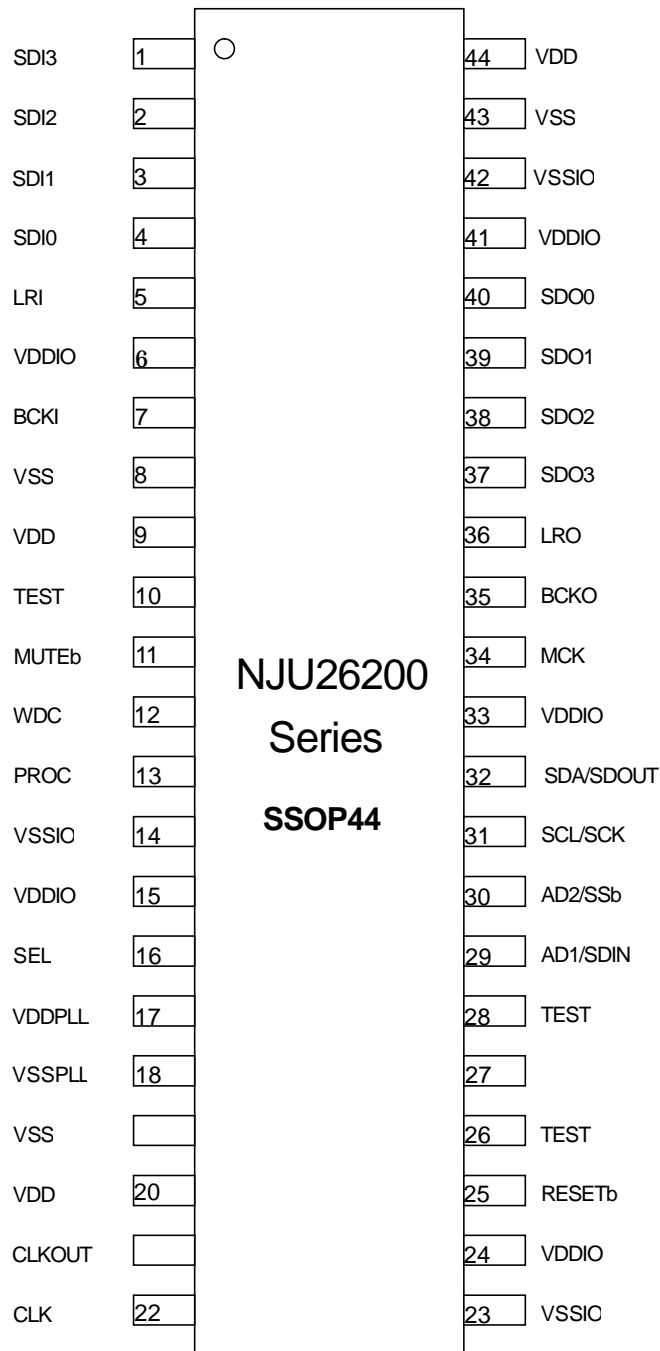 SDI3 1 44 VDD
SDI2 2 43 VSS
SDI1 3 42 VSSIO
SDI0 4 41 VDDIO
LRI 5 40 SDO0
VDDIO 6 39 SDO1
BCKI 7 38 SDO2
VSS 8 37 SDO3
VDD 9 36 LRO
TEST 10 35 BCKO
MUTEb 11 34 MCK
WDC 12 33 VDDIO
PROC 13 32 SDA/SDOUT
VSSIO 14 31 SCL/SCK
VDDIO 15 30 AD2/SSb
SEL 16 29 AD1/SDIN
VDDPLL 17 28 TEST
VSSPLL 18 27
VSS 26 TEST
VDD 20 25 RESETb
CLKOUT 24 VDDIO
CLK 22 23 VSSIO
NJU26200
Series
SSOP44